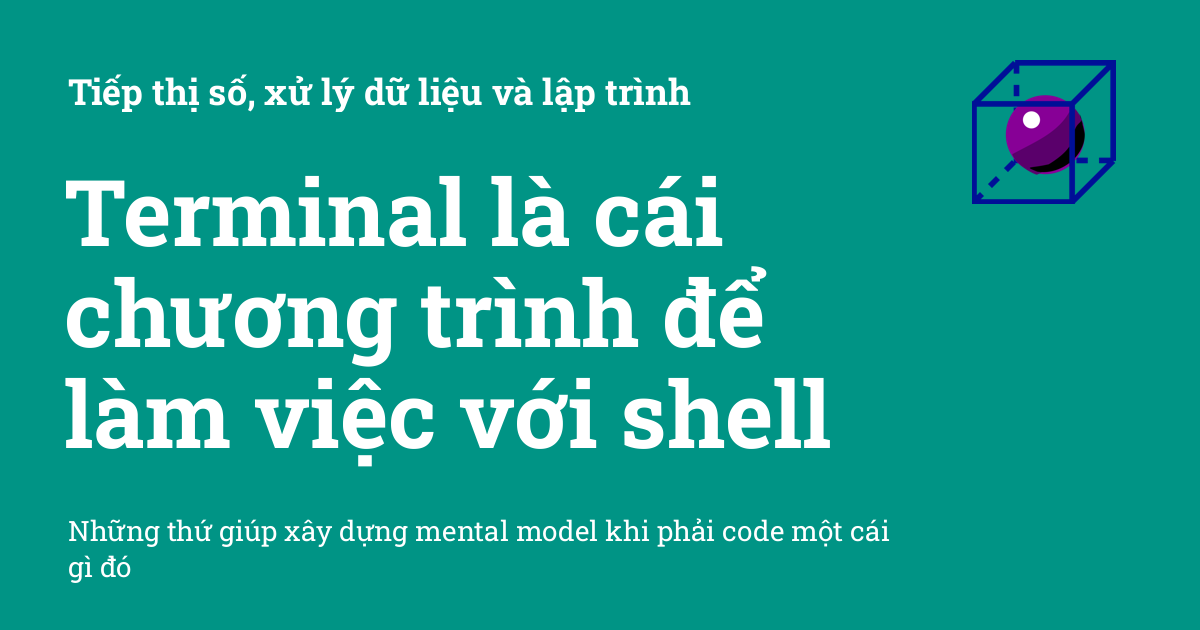 Tiếp thị số, xử lý dữ liệu và lập trình
Terminal là cái
chương trình để
làm việc với shell
Những thứ giúp xây dựng mental model khi phải code một cái
gì đó